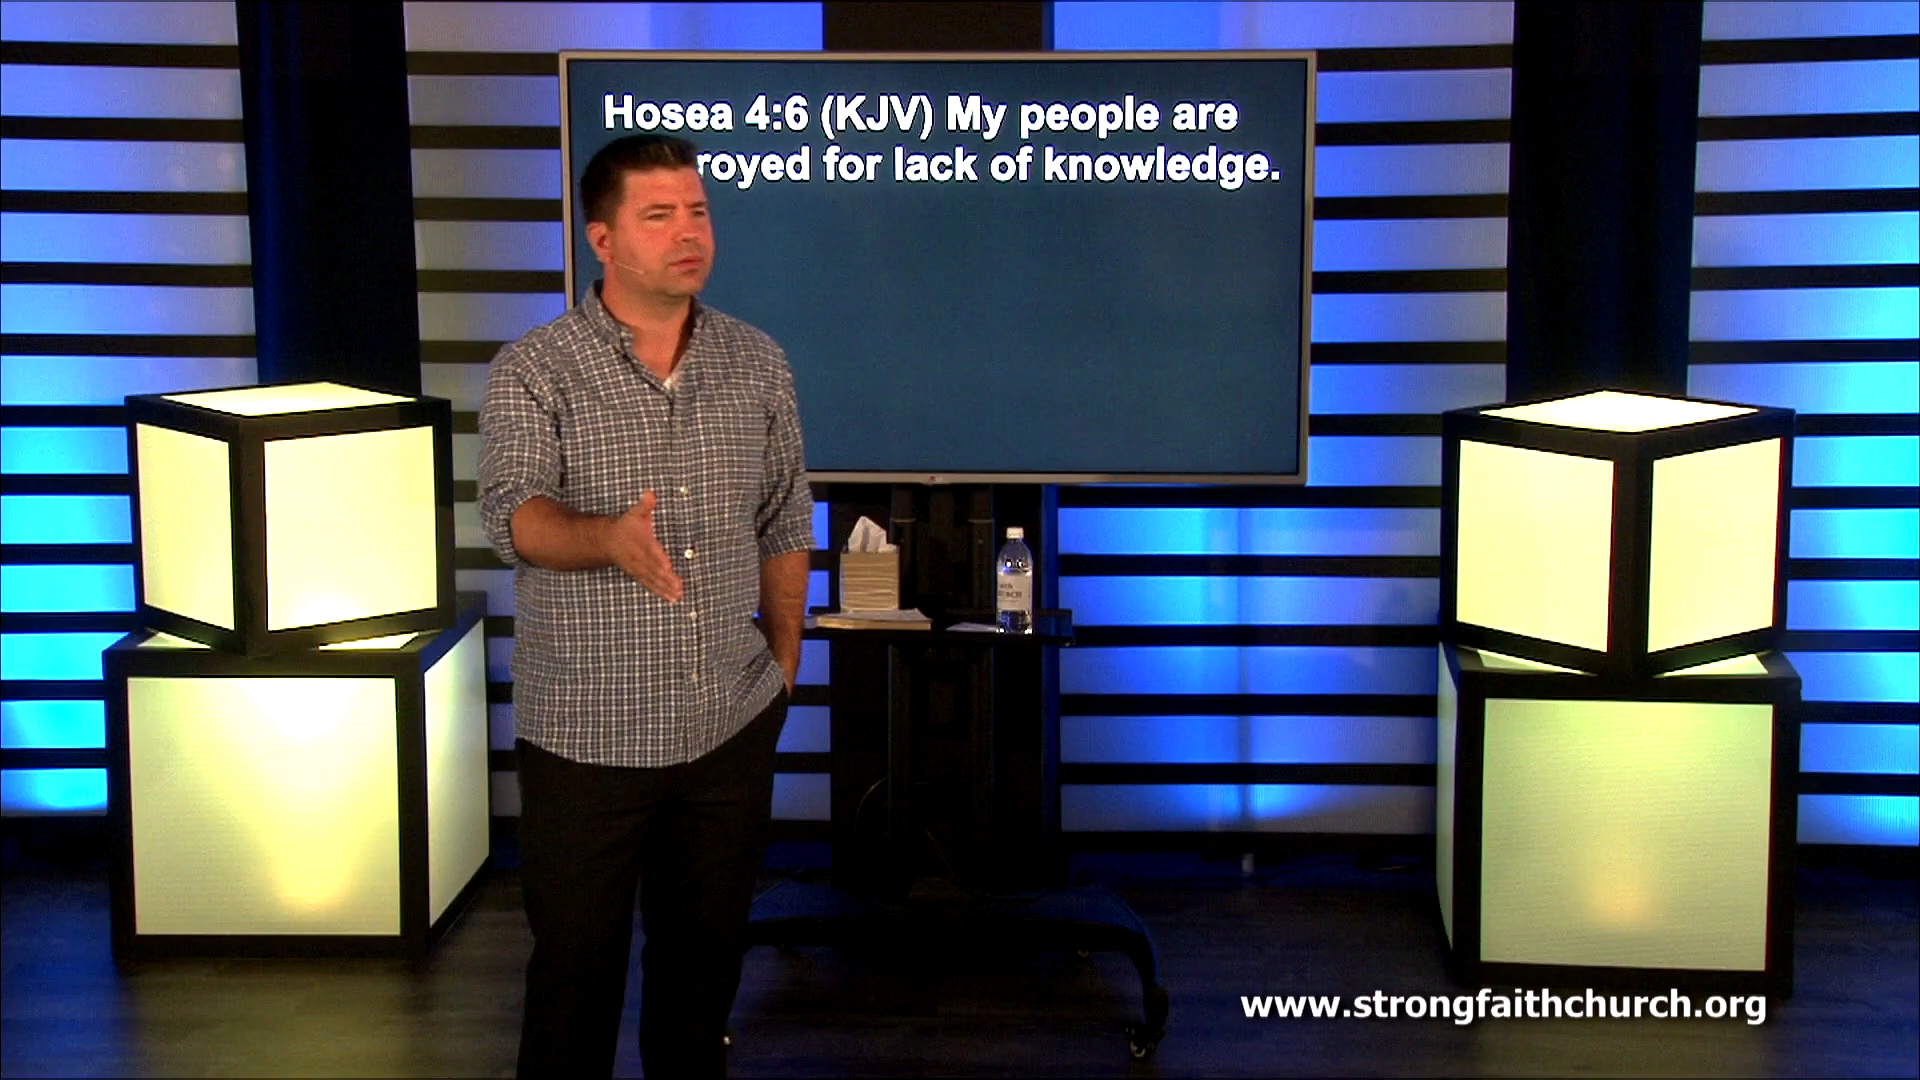 Hosea 4:6 (KJV) My people are
royed for lack of knowledge.
www.strongfaithchurch.org